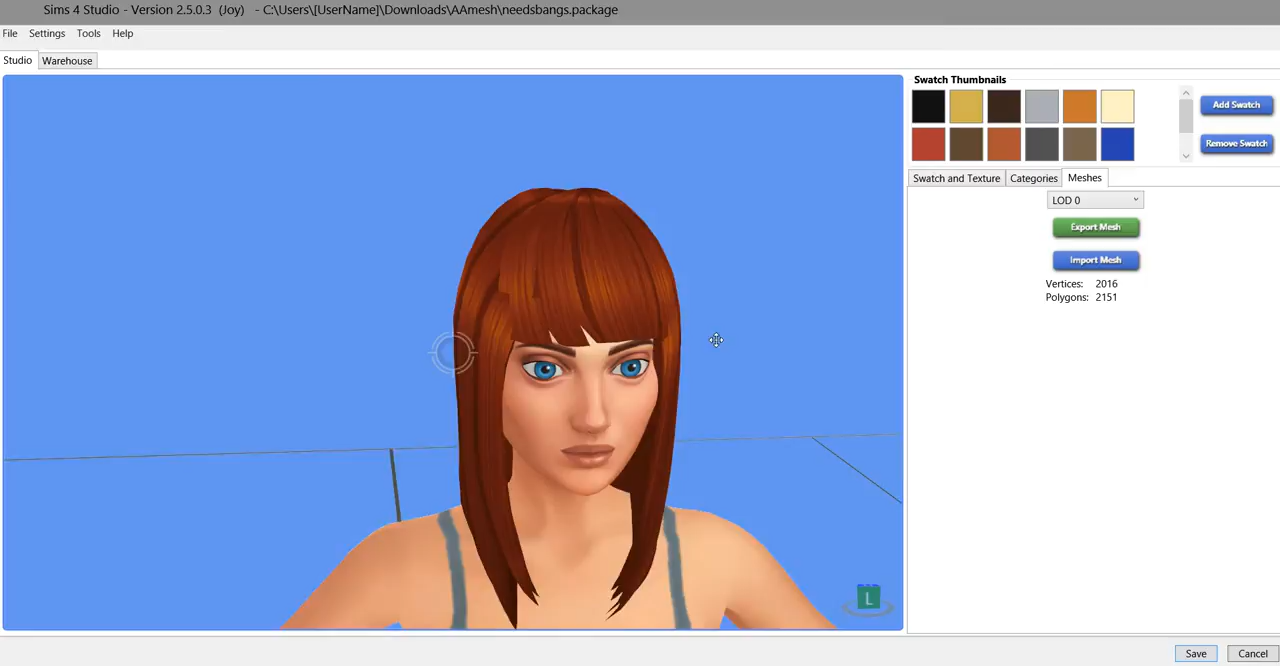 Sims 4 Studio - Version 2.5.0.3 (Joy) - C:\Users\[UserName]\Downloads\AAmesh\needsbangs.package
File Settings Tools Help
Studio Warehouse
Swatch Thumbnails
Add Swatch
Remove Swatch
Swatch and Texture Categories Meshes
LOD 0
Export Mesh
Import Mesh
Vertices: 2016
Polygons: 2151
L
Save Cancel